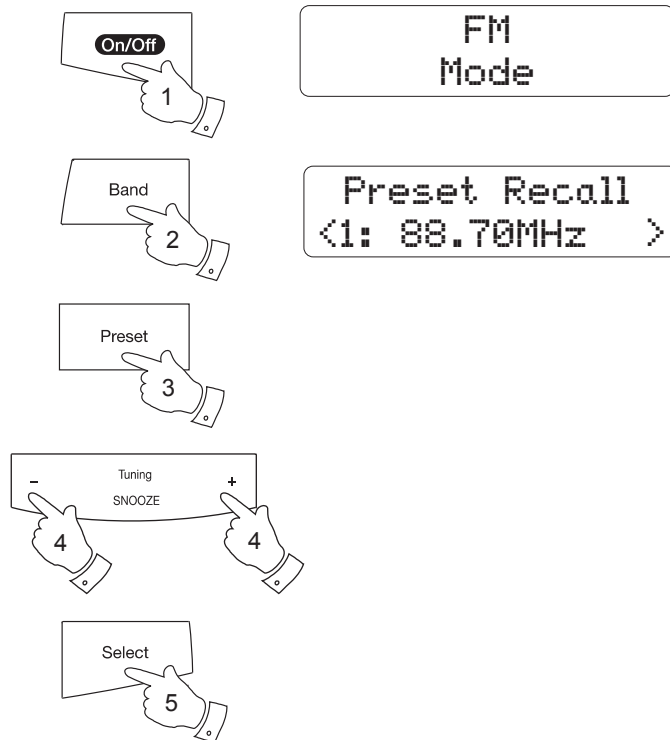 On/Off
1
FM
Mode
Band
2
Preset Recall
<1: 88.70MHz >
Preset
3
- Tuning +
SNOOZE
4 4
Select
5